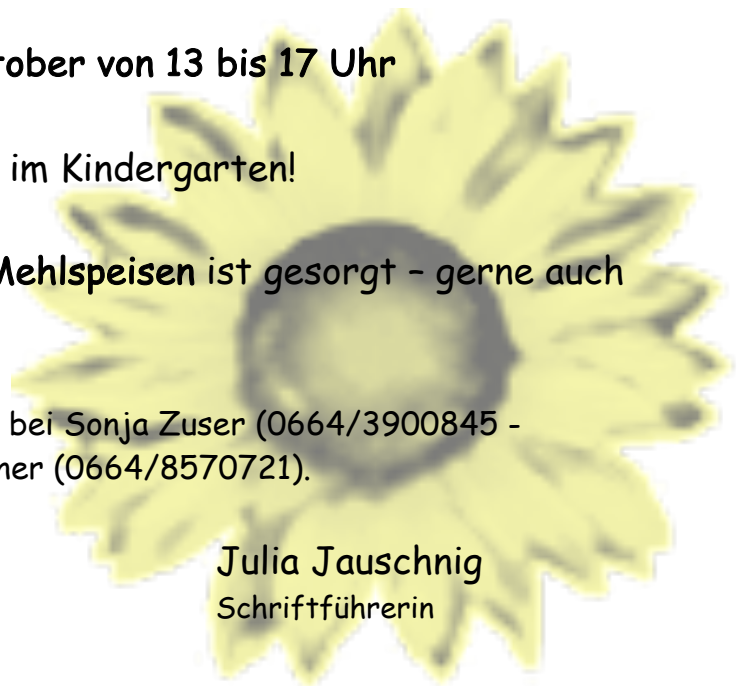 tober von 13 bis 17 Uhr
im Kindergarten!
Mehlspeisen ist gesorgt – gerne auch
bei Sonja Zuser (0664/3900845 -
ner (0664/8570721).
Julia Jauschnig
Schriftführerin